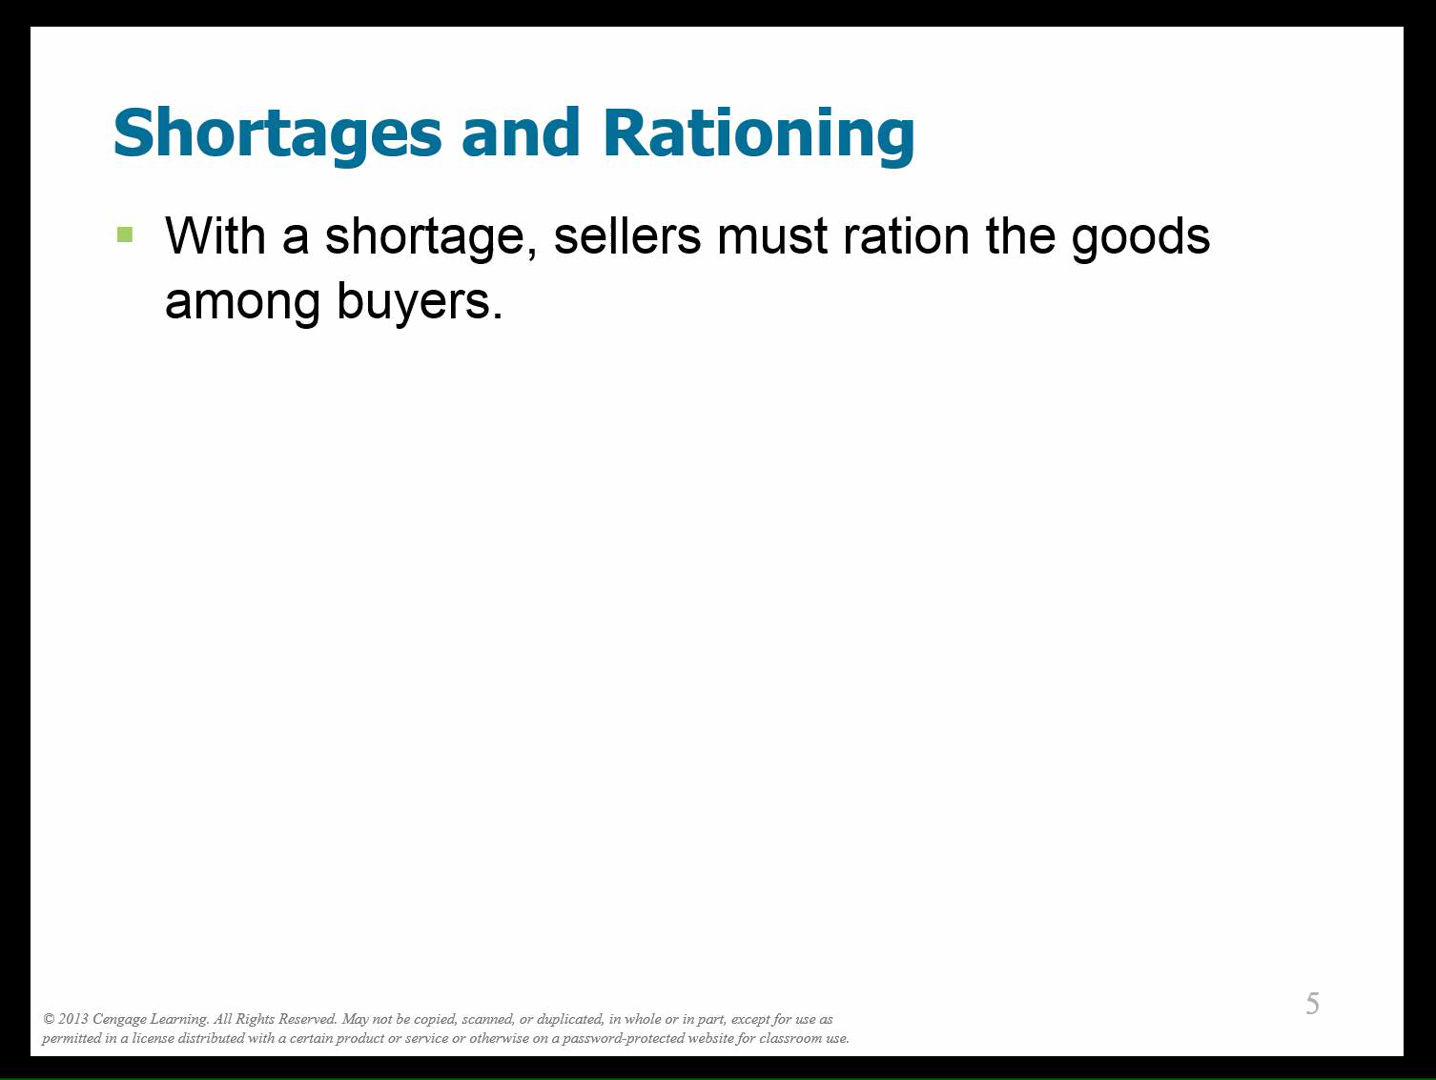 Shortages and Rationing
With a shortage, sellers must ration the goods
among buyers.
© 2013 Cengage Learning. All Rights Reserved. May not be copied, scanned, or duplicated, in whole or in part, except for use as
permitted in a license distributed with a certain product or service or otherwise on a password-protected website for classroom use.
5